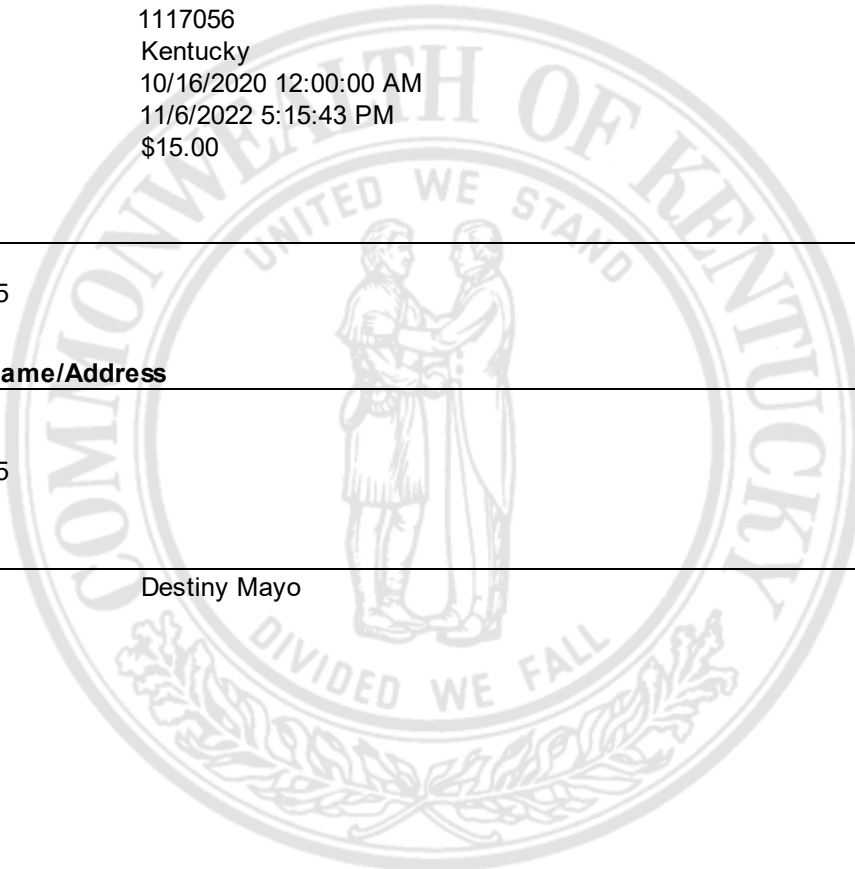 1117056
Kentucky
10/16/2020 12:00:00 AM
11/6/2022 5:15:43 PM
$15.00
COMMONWEALTH OF KENTUCKY
UNITED WE STAND
5
ame/Address
5
Destiny Mayo
DIVIDED WE FALL